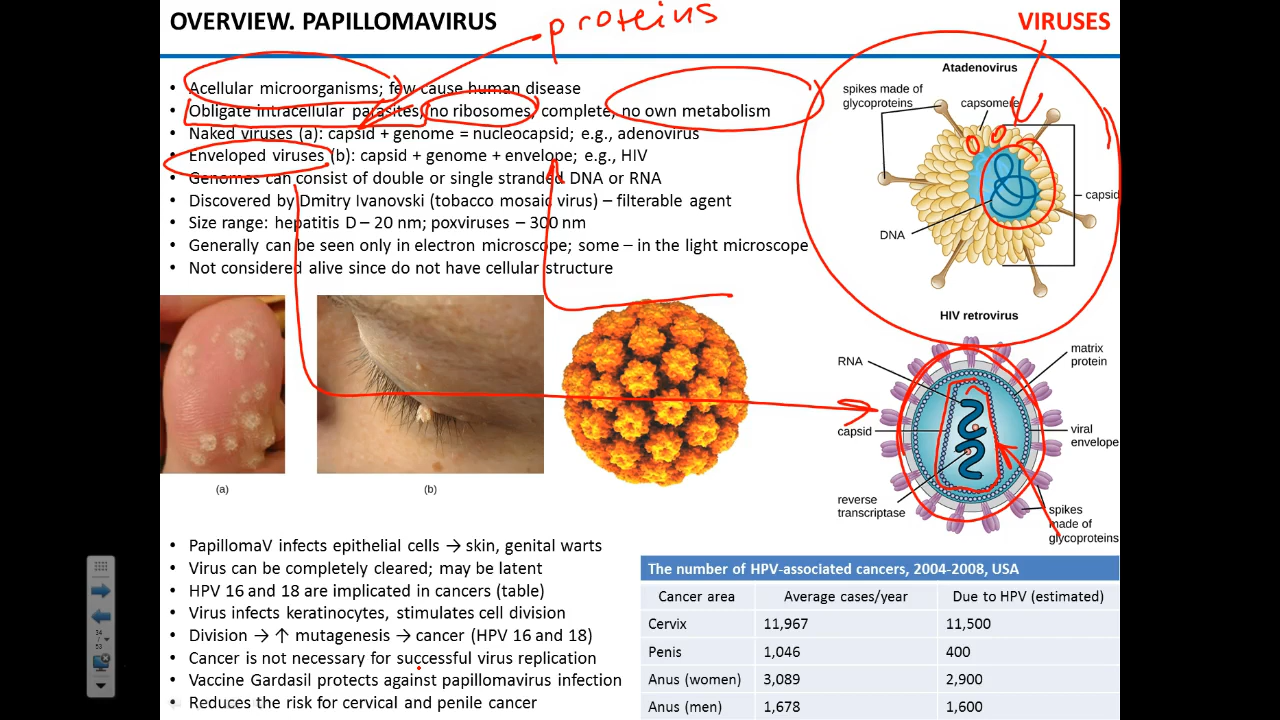 OVERVIEW. PAPILLOMAVIRUS
proteins
VIRUSES
• Acellular microorganisms; few cause human disease
• Obligate intracellular parasites, no ribosomes, complete, no own metabolism
• Naked viruses (a): capsid + genome = nucleocapsid; e.g., adenovirus
• Enveloped viruses (b): capsid + genome + envelope; e.g., HIV
• Genomes can consist of double or single stranded DNA or RNA
• Discovered by Dmitry Ivanovski (tobacco mosaic virus) – filterable agent
• Size range: hepatitis D – 20 nm; poxviruses – 300 nm
• Generally can be seen only in electron microscope; some – in the light microscope
• Not considered alive since do not have cellular structure
Atadenovirus
spikes made of
glycoproteins
capsomere
capsid
DNA
HIV retrovirus
RNA
matrix
protein
capsid
viral
envelope
reverse
transcriptase
spikes
made of
glycoproteins
(a)
(b)
• PapillomaV infects epithelial cells → skin, genital warts
• Virus can be completely cleared; may be latent
• HPV 16 and 18 are implicated in cancers (table)
• Virus infects keratinocytes, stimulates cell division
• Division → ↑ mutagenesis → cancer (HPV 16 and 18)
• Cancer is not necessary for successful virus replication
• Vaccine Gardasil protects against papillomavirus infection
• Reduces the risk for cervical and penile cancer
The number of HPV-associated cancers, 2004-2008, USA
Cancer area Average cases/year Due to HPV (estimated)
Cervix 11,967 11,500
Penis 1,046 400
Anus (women) 3,089 2,900
Anus (men) 1,678 1,600
34
/
53